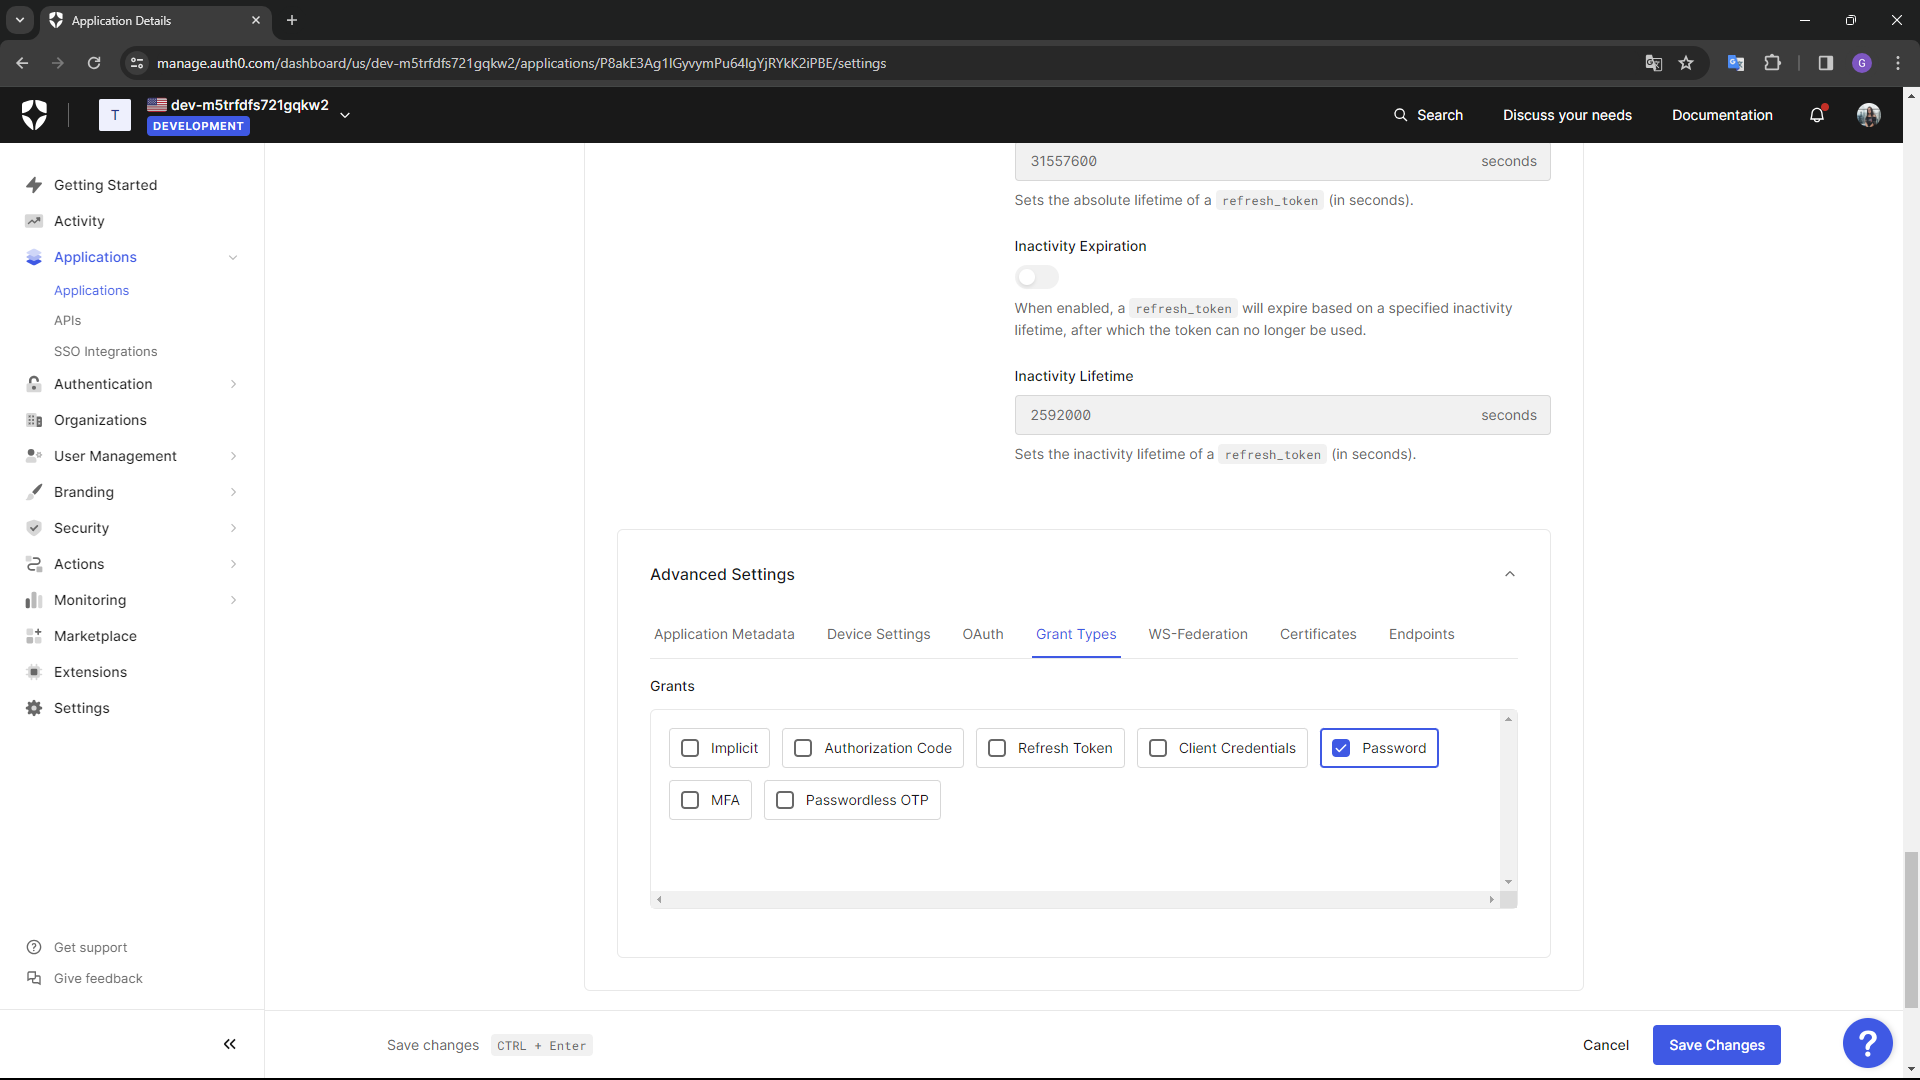 Application Details
manage.auth0.com/dashboard/us/dev-m5trfdfs721gqkw2/applications/P8akE3Ag1IGyvymPu64IgYjRYkK2iPBE/settings
G
T
dev-m5trfdfs721gqkw2
DEVELOPMENT
Search
Discuss your needs
Documentation
Getting Started
Activity
Applications
Applications
APIs
SSO Integrations
Authentication
Organizations
User Management
Branding
Security
Actions
Monitoring
Marketplace
Extensions
Settings
Get support
Give feedback
31557600 seconds
Sets the absolute lifetime of a refresh_token (in seconds).
Inactivity Expiration
When enabled, a refresh_token will expire based on a specified inactivity
lifetime, after which the token can no longer be used.
Inactivity Lifetime
2592000 seconds
Sets the inactivity lifetime of a refresh_token (in seconds).
Advanced Settings
Application Metadata Device Settings OAuth Grant Types WS-Federation Certificates Endpoints
Grants
Implicit Authorization Code Refresh Token Client Credentials Password
MFA Passwordless OTP
Save changes CTRL + Enter
Cancel
Save Changes
?